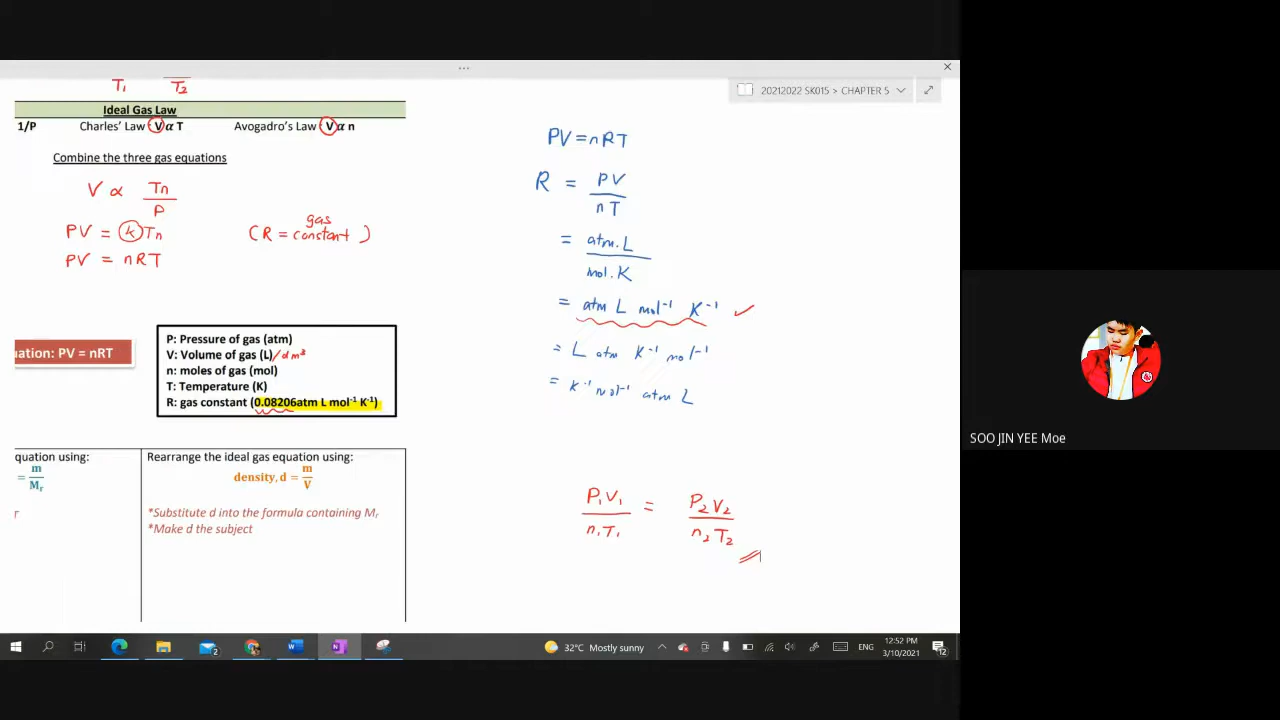 20212022 SK015 > CHAPTER 5
T₁ T₂
Ideal Gas Law
1/P Charles' Law V α T Avogadro's Law V α n
Combine the three gas equations
V ∝ Tn/P
PV = kTn (R = gas constant)
PV = nRT
uation: PV = nRT
P: Pressure of gas (atm)
V: Volume of gas (L)/dm³
n: moles of gas (mol)
T: Temperature (K)
R: gas constant (0.08206atm L mol⁻¹ K⁻¹)
quation using:
= m/Mᵣ
r
Rearrange the ideal gas equation using:
density, d = m/V
*Substitute d into the formula containing Mᵣ
*Make d the subject
PV = nRT
R = PV/nT
= atm. L/mol. K
= atm L mol⁻¹ K⁻¹ ✓
= L atm K⁻¹ mol⁻¹
= K⁻¹ mol⁻¹ atm L
P₁V₁/n₁T₁ = P₂V₂/n₂T₂
SOO JIN YEE Moe
32°C Mostly sunny
ENG
12:52 PM
3/10/2021
2
12